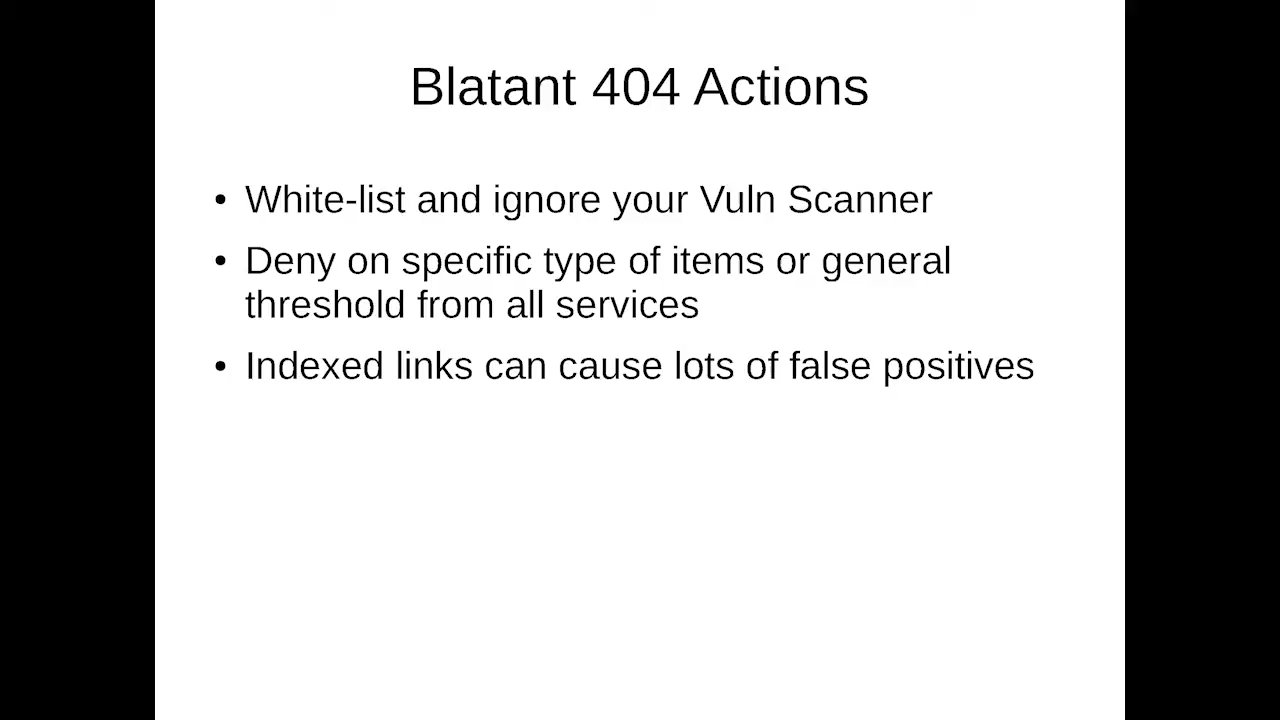 Blatant 404 Actions
• White-list and ignore your Vuln Scanner
• Deny on specific type of items or general
threshold from all services
• Indexed links can cause lots of false positives